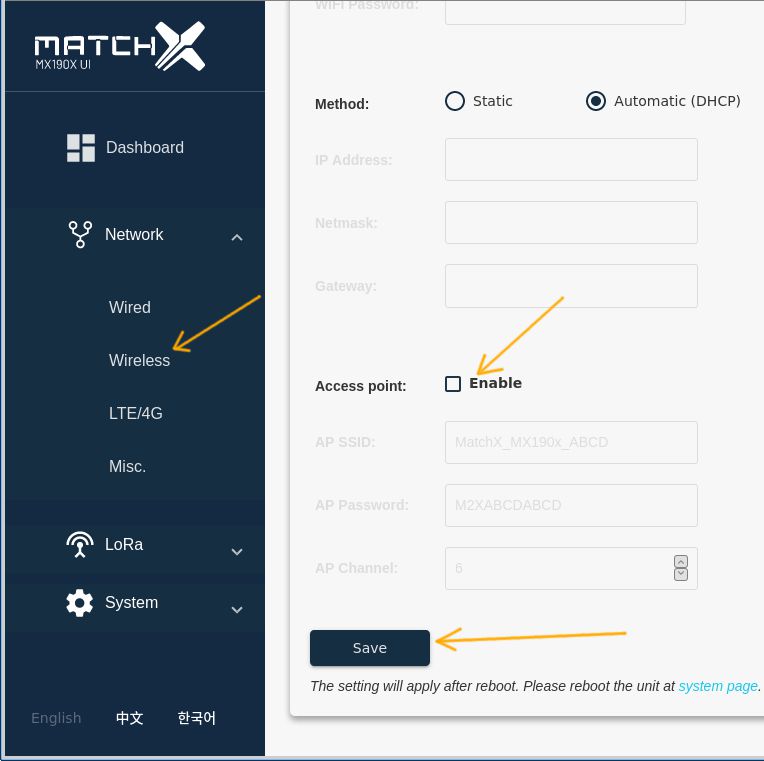 WiFi Password:
MATCHX
MX190X UI
Dashboard
Network
Wired
Wireless
LTE/4G
Misc.
LoRa
System
English 中文 한국어
Method: Static Automatic (DHCP)
IP Address:
Netmask:
Gateway:
Access point: Enable
AP SSID: MatchX_MX190x_ABCD
AP Password: M2XABCDABCD
AP Channel: 6
Save
The setting will apply after reboot. Please reboot the unit at system page.